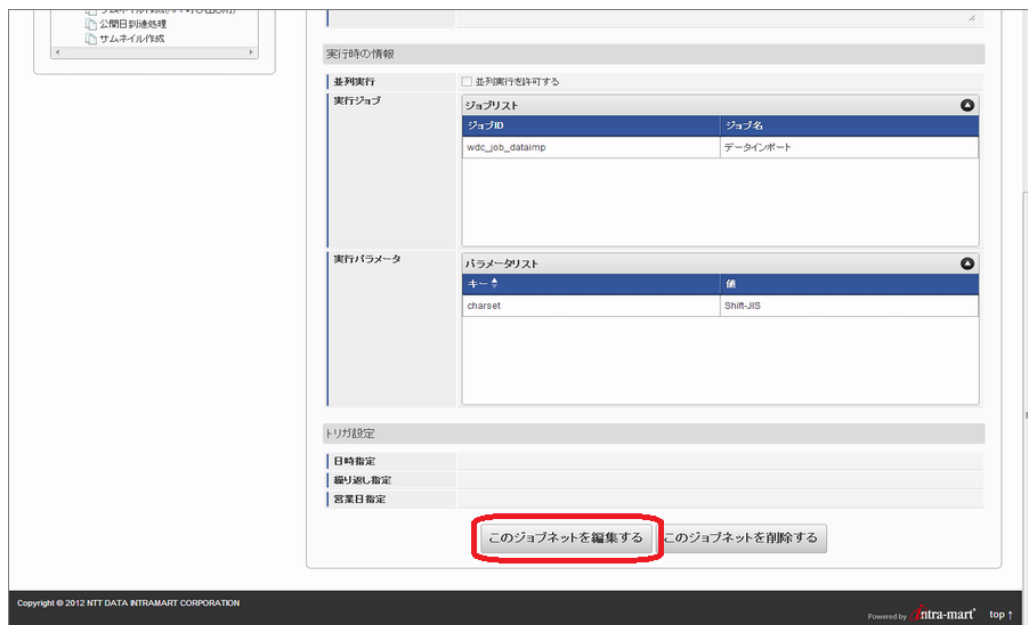 公開日到達処理
サムネイル作成
実行時の情報
並列実行
並列実行を許可する
実行ジョブ
ジョブリスト
ジョブID
ジョブ名
wdc_job_dataimp
データインポート
実行パラメータ
パラメータリスト
キー
値
charset
Shift-JIS
トリガ設定
日時指定
繰り返し指定
営業日指定
このジョブネットを編集する
このジョブネットを削除する
Copyright © 2012 NTT DATA INTRAMART CORPORATION
Powered by intra-mart
top ↑